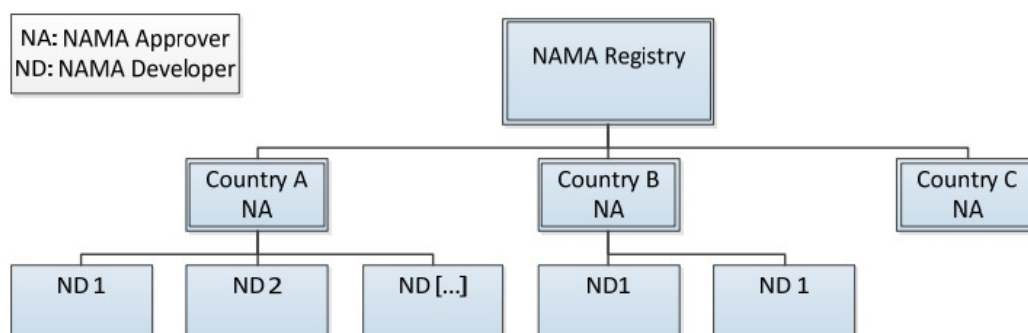 NA: NAMA Approver
ND: NAMA Developer
NAMA Registry
Country A
NA
Country B
NA
Country C
NA
ND 1
ND 2
ND [...]
ND1
ND 1